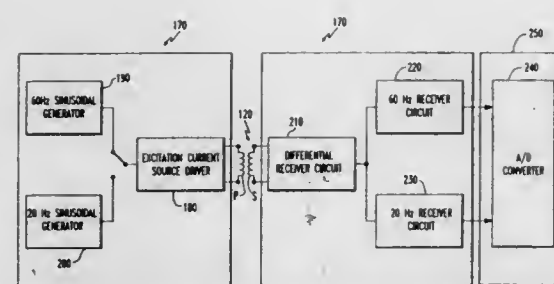 170
170
250
190
60Hz SINUSOIDAL
GENERATOR
220
60 Hz RECEIVER
CIRCUIT
240
120
210
EXCITATION CURRENT
SOURCE DRIVER
180
P
S
DIFFERENTIAL
RECEIVER CIRCUIT
A/D
CONVERTER
20 Hz SINUSOIDAL
GENERATOR
200
230
20 Hz RECEIVER
CIRCUIT